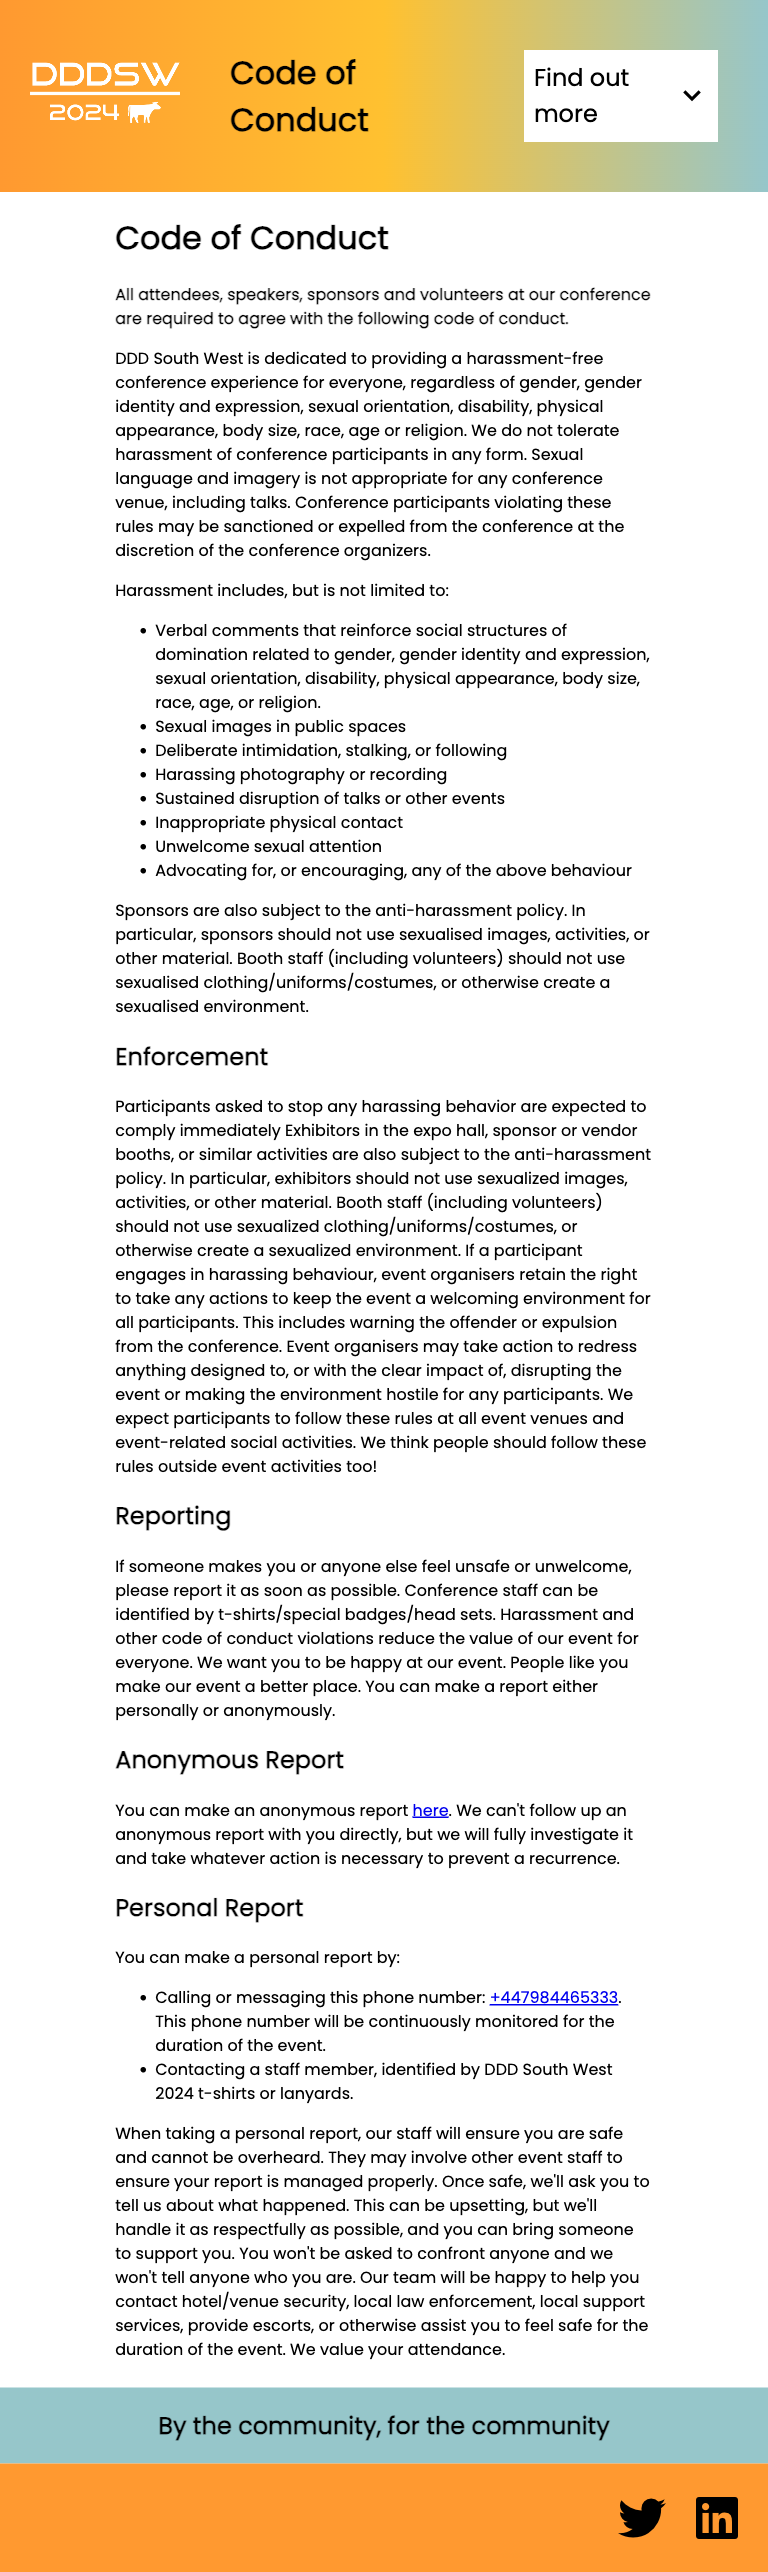 DDDSW
2024
Code of
Conduct
Find out
more
Code of Conduct
All attendees, speakers, sponsors and volunteers at our conference
are required to agree with the following code of conduct.
DDD South West is dedicated to providing a harassment-free
conference experience for everyone, regardless of gender, gender
identity and expression, sexual orientation, disability, physical
appearance, body size, race, age or religion. We do not tolerate
harassment of conference participants in any form. Sexual
language and imagery is not appropriate for any conference
venue, including talks. Conference participants violating these
rules may be sanctioned or expelled from the conference at the
discretion of the conference organizers.
Harassment includes, but is not limited to:
• Verbal comments that reinforce social structures of
domination related to gender, gender identity and expression,
sexual orientation, disability, physical appearance, body size,
race, age, or religion.
• Sexual images in public spaces
• Deliberate intimidation, stalking, or following
• Harassing photography or recording
• Sustained disruption of talks or other events
• Inappropriate physical contact
• Unwelcome sexual attention
• Advocating for, or encouraging, any of the above behaviour
Sponsors are also subject to the anti-harassment policy. In
particular, sponsors should not use sexualised images, activities, or
other material. Booth staff (including volunteers) should not use
sexualised clothing/uniforms/costumes, or otherwise create a
sexualised environment.
Enforcement
Participants asked to stop any harassing behavior are expected to
comply immediately Exhibitors in the expo hall, sponsor or vendor
booths, or similar activities are also subject to the anti-harassment
policy. In particular, exhibitors should not use sexualized images,
activities, or other material. Booth staff (including volunteers)
should not use sexualized clothing/uniforms/costumes, or
otherwise create a sexualized environment. If a participant
engages in harassing behaviour, event organisers retain the right
to take any actions to keep the event a welcoming environment for
all participants. This includes warning the offender or expulsion
from the conference. Event organisers may take action to redress
anything designed to, or with the clear impact of, disrupting the
event or making the environment hostile for any participants. We
expect participants to follow these rules at all event venues and
event-related social activities. We think people should follow these
rules outside event activities too!
Reporting
If someone makes you or anyone else feel unsafe or unwelcome,
please report it as soon as possible. Conference staff can be
identified by t-shirts/special badges/head sets. Harassment and
other code of conduct violations reduce the value of our event for
everyone. We want you to be happy at our event. People like you
make our event a better place. You can make a report either
personally or anonymously.
Anonymous Report
You can make an anonymous report here. We can't follow up an
anonymous report with you directly, but we will fully investigate it
and take whatever action is necessary to prevent a recurrence.
Personal Report
You can make a personal report by:
• Calling or messaging this phone number: +447984465333.
This phone number will be continuously monitored for the
duration of the event.
• Contacting a staff member, identified by DDD South West
2024 t-shirts or lanyards.
When taking a personal report, our staff will ensure you are safe
and cannot be overheard. They may involve other event staff to
ensure your report is managed properly. Once safe, we'll ask you to
tell us about what happened. This can be upsetting, but we'll
handle it as respectfully as possible, and you can bring someone
to support you. You won't be asked to confront anyone and we
won't tell anyone who you are. Our team will be happy to help you
contact hotel/venue security, local law enforcement, local support
services, provide escorts, or otherwise assist you to feel safe for the
duration of the event. We value your attendance.
By the community, for the community
in